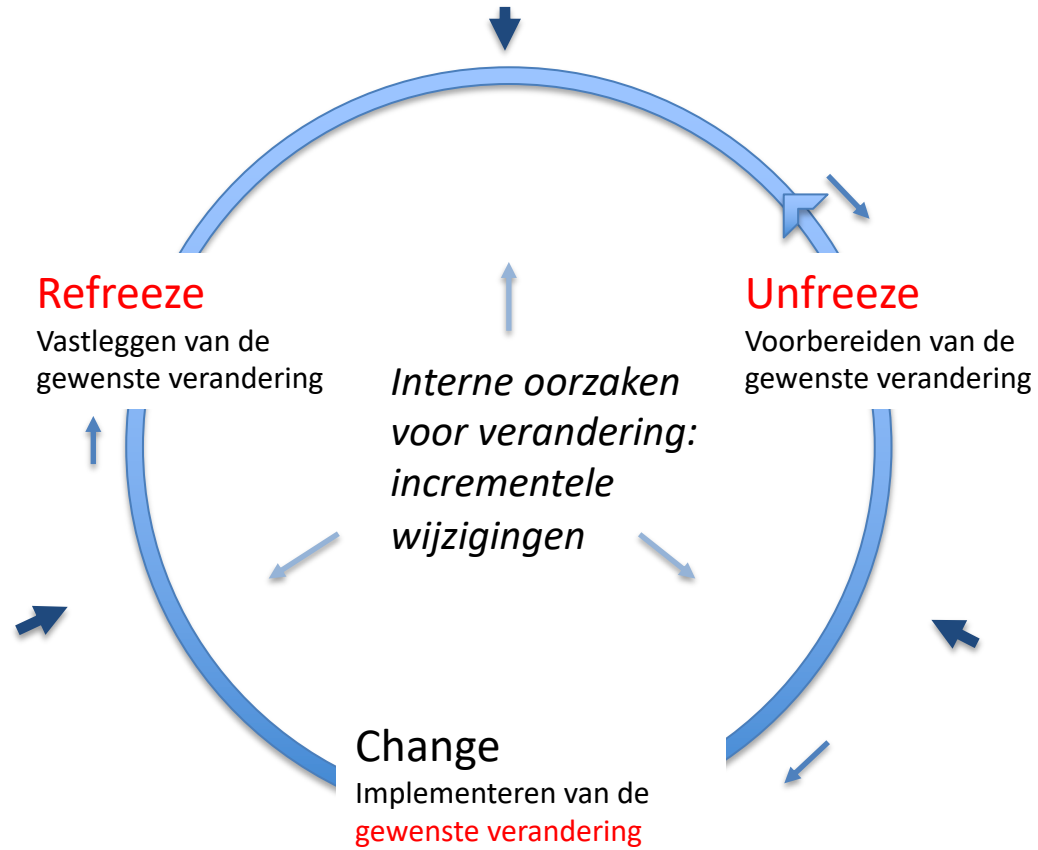 Refreeze
Vastleggen van de
gewenste verandering
Unfreeze
Voorbereiden van de
gewenste verandering
Interne oorzaken
voor verandering:
incrementele
wijzigingen
Change
Implementeren van de
gewenste verandering